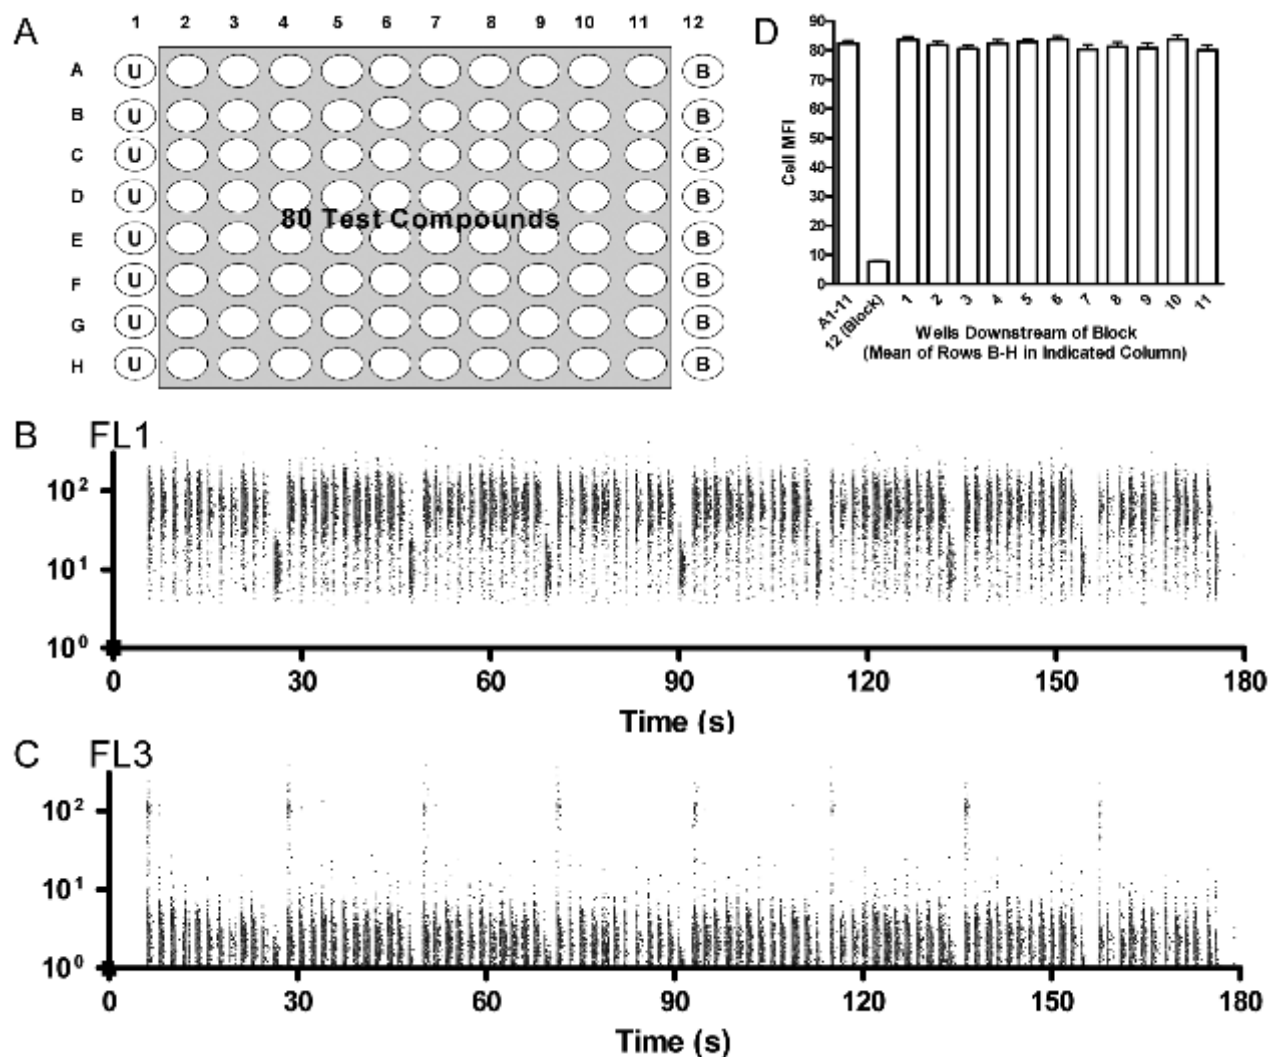 A
1 2 3 4 5 6 7 8 9 10 11 12
A U B
B U B
C U B
D U B
80 Test Compounds
E U B
F U B
G U B
H U B
D
90
80
70
60
50
40
30
20
10
0
Cell MFI
A1-11 12 (Block) 1 2 3 4 5 6 7 8 9 10 11
Wells Downstream of Block
(Mean of Rows B-H in Indicated Column)
B FL1
10²
10¹
10⁰
0 30 60 90 120 150 180
Time (s)
C FL3
10²
10¹
10⁰
0 30 60 90 120 150 180
Time (s)